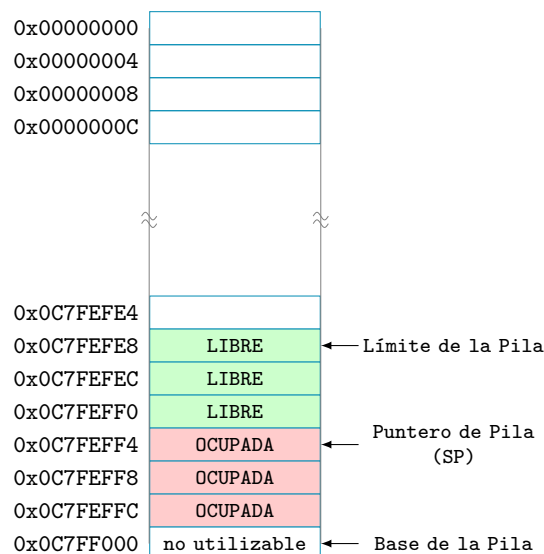 0x00000000
0x00000004
0x00000008
0x0000000C
0x0C7FEFE4
0x0C7FEFE8 LIBRE Límite de la Pila
0x0C7FEFEC LIBRE
0x0C7FEFF0 LIBRE
0x0C7FEFF4 OCUPADA Puntero de Pila
(SP)
0x0C7FEFF8 OCUPADA
0x0C7FEFFC OCUPADA
0x0C7FF000 no utilizable Base de la Pila